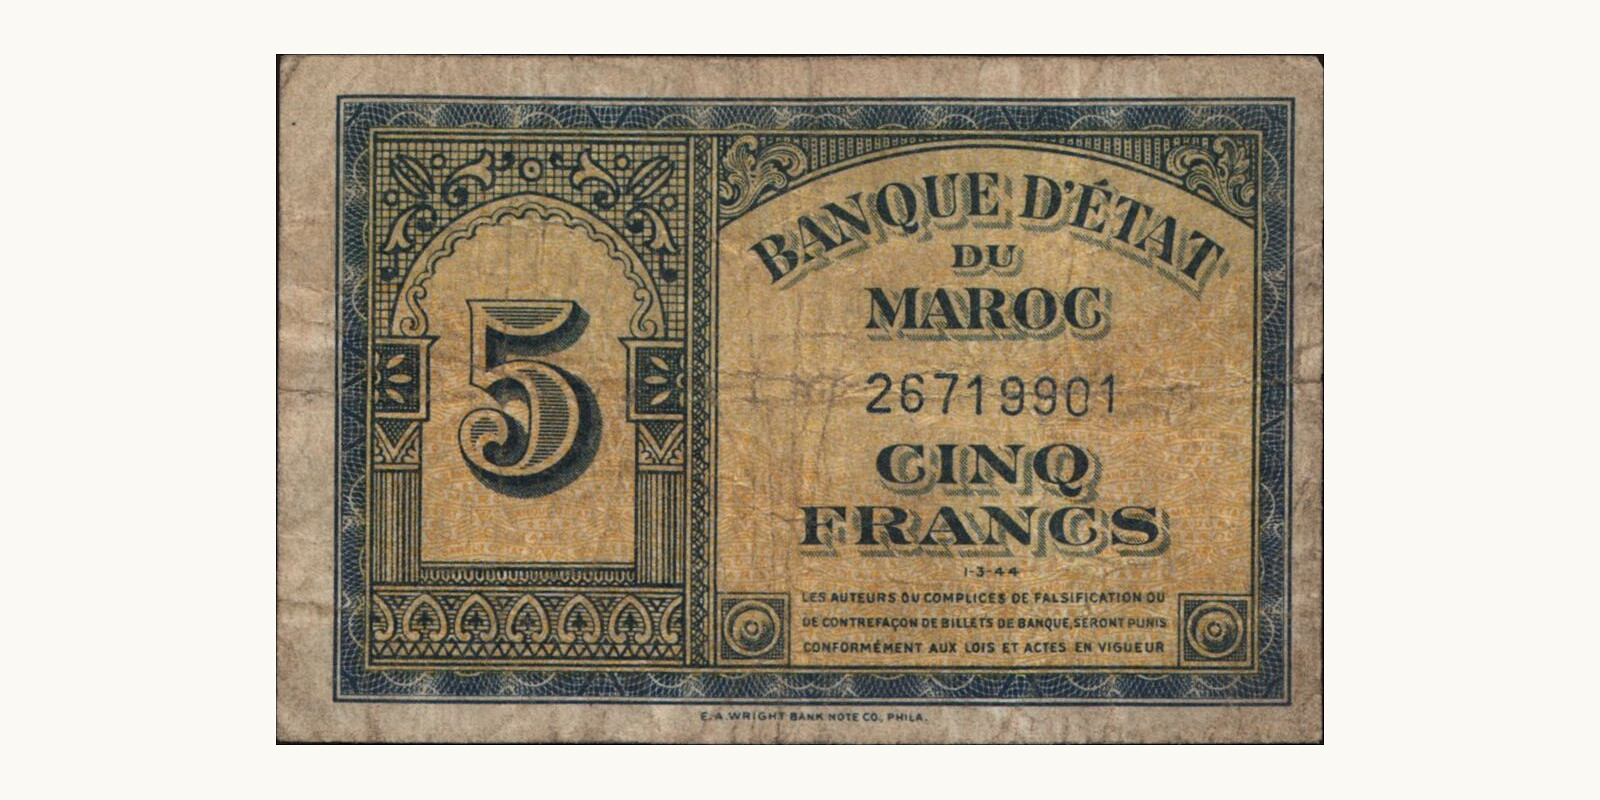 BANQUE D'ÉTAT
DU
MAROC
5
26719901
CINQ
FRANCS
1-3-44
LES AUTEURS OU COMPLICES DE FALSIFICATION OU
DE CONTREFAÇON DE BILLETS DE BANQUE, SERONT PUNIS
CONFORMÉMENT AUX LOIS ET ACTES EN VIGUEUR
E. A. WRIGHT BANK NOTE CO., PHILA.